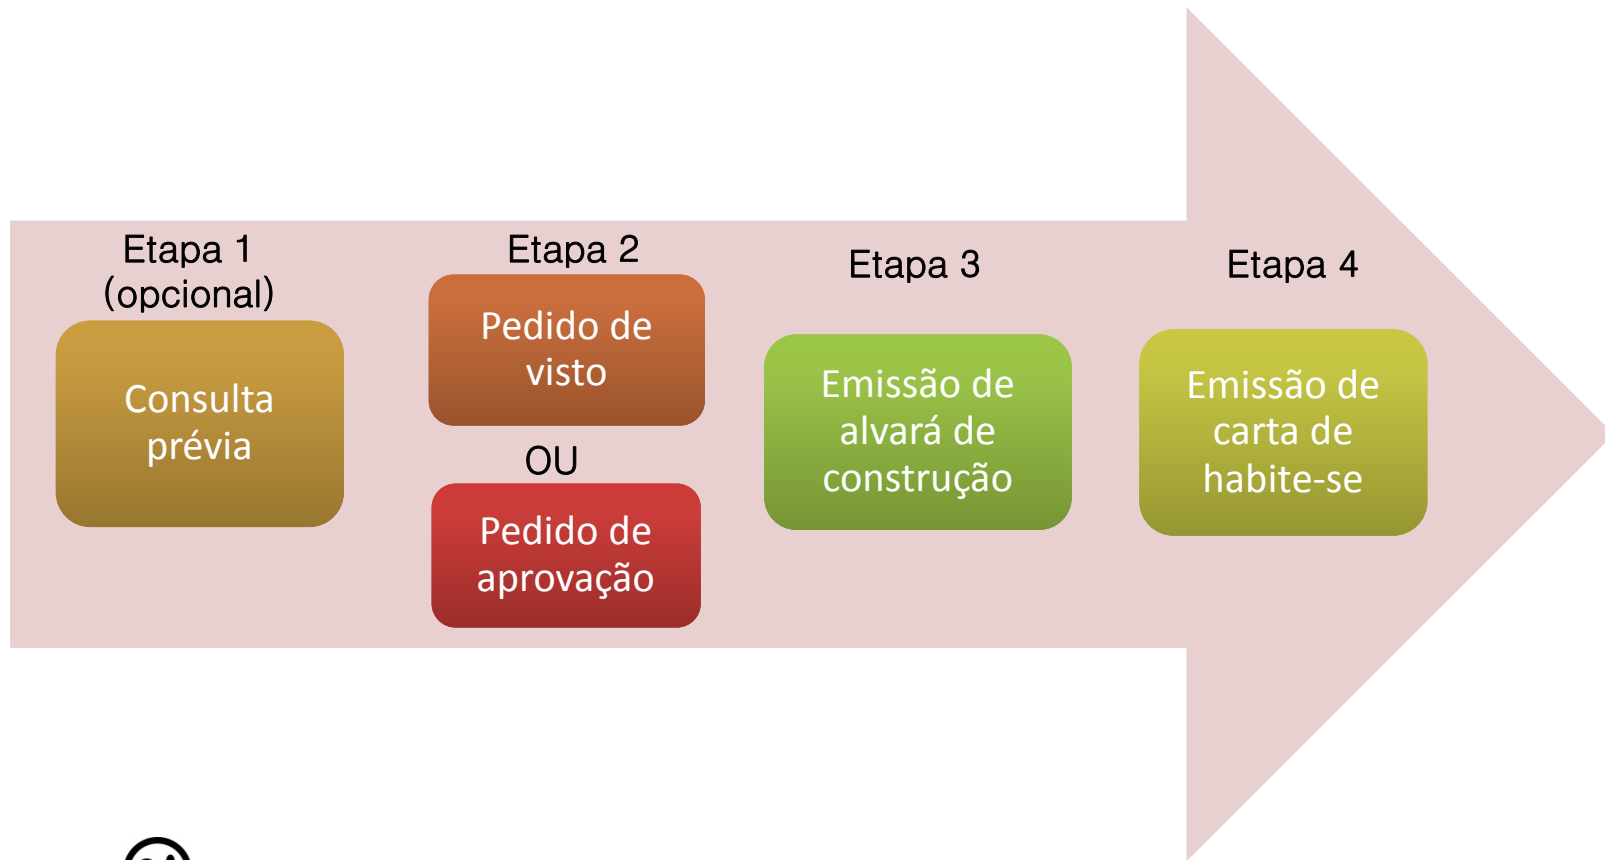 Etapa 1
(opcional)
Consulta
prévia
Etapa 2
Pedido de
visto
OU
Pedido de
aprovação
Etapa 3
Emissão de
alvará de
construção
Etapa 4
Emissão de
carta de
habite-se